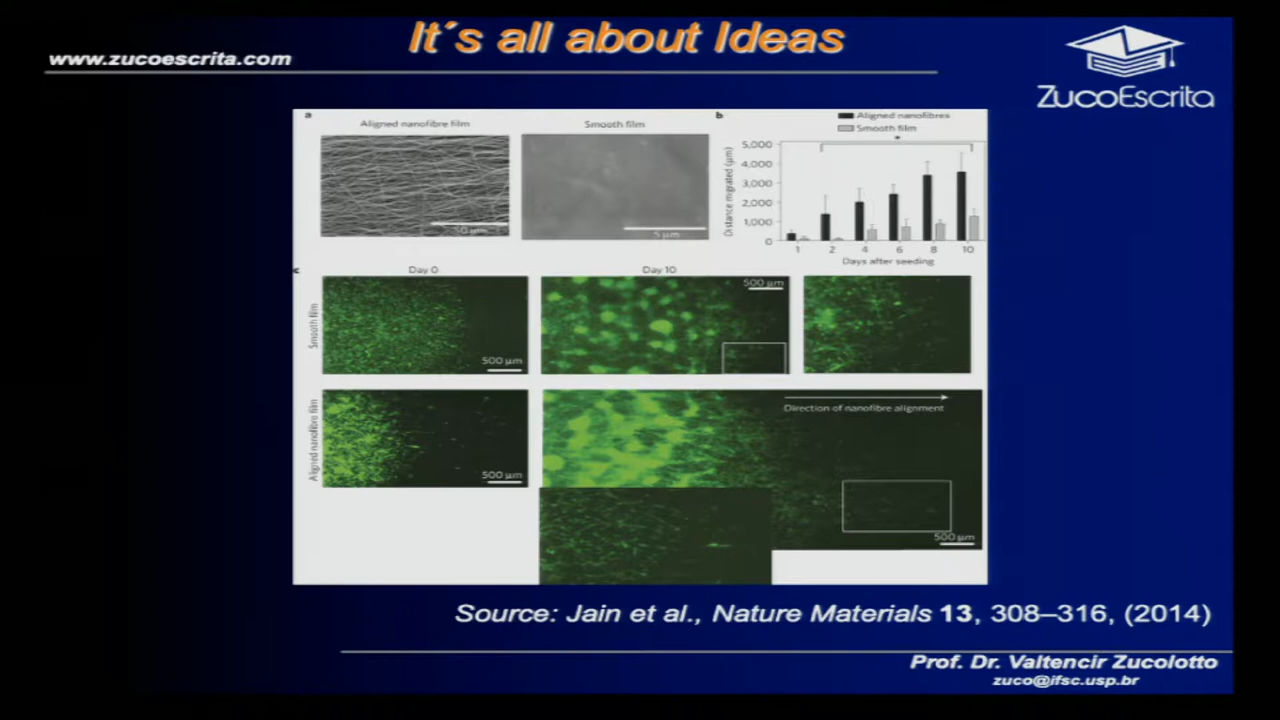 It´s all about Ideas
www.zucoescrita.com
ZucoEscrita
a
Aligned nanofibre film
Smooth film
50 µm
5 µm
b
Aligned nanofibres
Smooth film
*
Distance migrated (µm)
5,000
4,000
3,000
2,000
1,000
0
1 2 4 6 8 10
Days after seeding
c
Day 0
Day 10
Smooth film
500 µm
500 µm
Aligned nanofibre film
500 µm
Direction of nanofibre alignment
500 µm
Source: Jain et al., Nature Materials 13, 308–316, (2014)
Prof. Dr. Valtencir Zucolotto
zuco@ifsc.usp.br